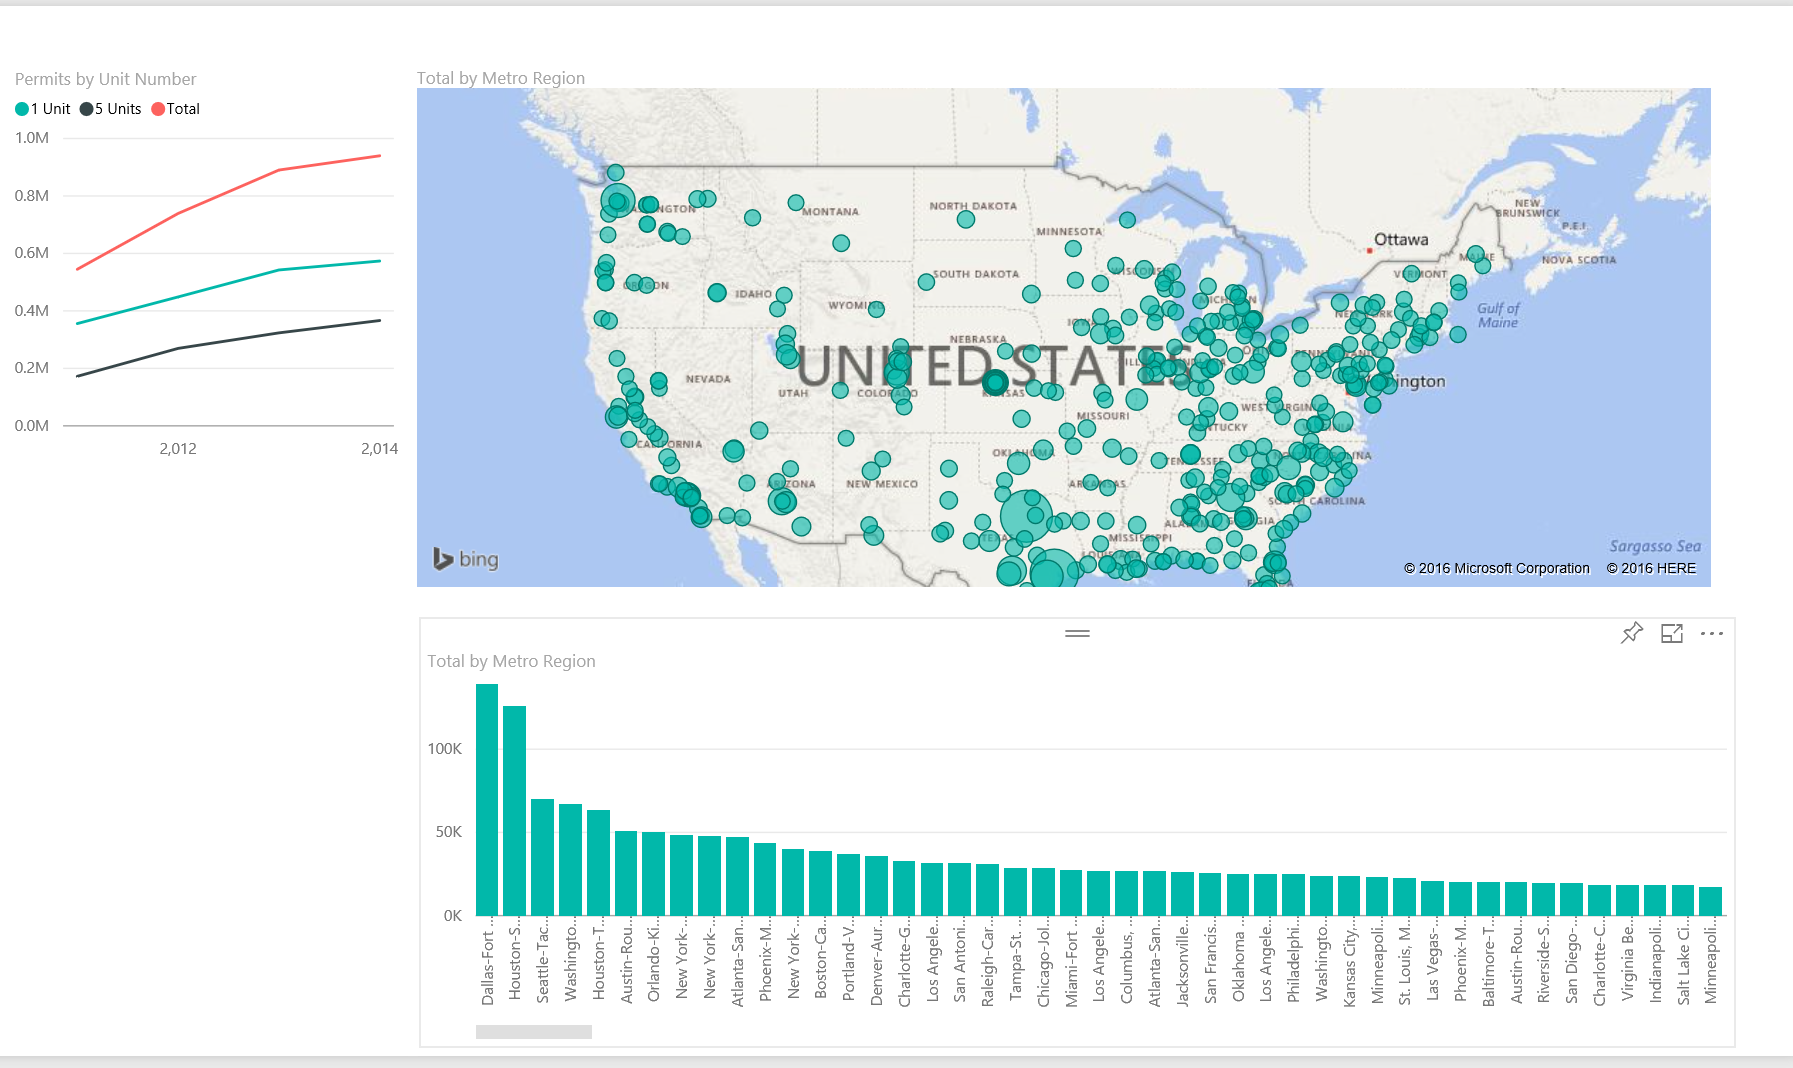 Permits by Unit Number
1 Unit 5 Units Total
1.0M
0.8M
0.6M
0.4M
0.2M
0.0M
2,012 2,014
Total by Metro Region
WASHINGTON
MONTANA
NORTH DAKOTA
MINNESOTA
Ottawa
NEW
BRUNSWICK
P.E.I.
MAINE
NOVA SCOTIA
VERMONT
OREGON
IDAHO
SOUTH DAKOTA
WISCONSIN
MICHIGAN
WYOMING
IOWA
NEW YORK
Gulf of
Maine
NEBRASKA
UNITED STATES
NEVADA
UTAH
COLORADO
KANSAS
MISSOURI
ILLINOIS
INDIANA
OHIO
PENNSYLVANIA
Washington
WEST VIRGINIA
VIRGINIA
KENTUCKY
CALIFORNIA
ARIZONA
NEW MEXICO
OKLAHOMA
ARKANSAS
TENNESSEE
NORTH CAROLINA
SOUTH CAROLINA
TEXAS
LOUISIANA
MISSISSIPPI
ALABAMA
GEORGIA
FLORIDA
Sargasso Sea
bing
© 2016 Microsoft Corporation © 2016 HERE
Total by Metro Region
100K
50K
0K
Dallas-Fort ...
Houston-S...
Seattle-Tac...
Washingto...
Houston-T...
Austin-Rou...
Orlando-Ki...
New York-...
New York-...
Atlanta-San...
Phoenix-M...
New York-...
Boston-Ca...
Portland-V...
Denver-Aur...
Charlotte-G...
Los Angele...
San Antoni...
Raleigh-Car...
Tampa-St. ...
Chicago-Jol...
Miami-Fort ...
Los Angele...
Columbus, ...
Atlanta-San...
Jacksonville...
San Francis...
Oklahoma ...
Los Angele...
Philadelphi...
Washingto...
Kansas City,...
Minneapoli...
St. Louis, M...
Las Vegas-...
Phoenix-M...
Baltimore-T...
Austin-Rou...
Riverside-S...
San Diego-...
Charlotte-C...
Virginia Be...
Indianapoli...
Salt Lake Ci...
Minneapoli...